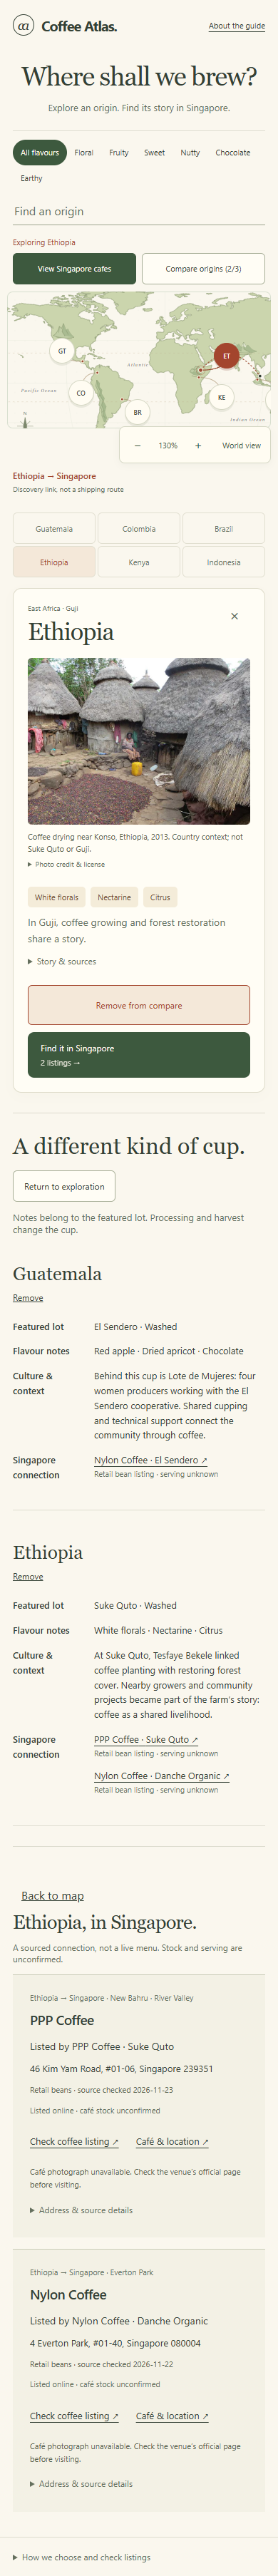 Coffee Atlas.
About the guide
Where shall we brew?
Explore an origin. Find its story in Singapore.
All flavours
Floral
Fruity
Sweet
Nutty
Chocolate
Earthy
Find an origin
Exploring Ethiopia
View Singapore cafes
Compare origins (2/3)
GT
Atlantic
ET
Pacific Ocean
CO
KE
BR
Indian Ocean
N
− 130% + World view
Ethiopia → Singapore
Discovery link, not a shipping route
Guatemala
Colombia
Brazil
Ethiopia
Kenya
Indonesia
East Africa · Guji
Ethiopia
×
Coffee drying near Konso, Ethiopia, 2013. Country context; not
Suke Quto or Guji.
▶ Photo credit & license
White florals
Nectarine
Citrus
In Guji, coffee growing and forest restoration
share a story.
▶ Story & sources
Remove from compare
Find it in Singapore
2 listings →
A different kind of cup.
Return to exploration
Notes belong to the featured lot. Processing and harvest
change the cup.
Guatemala
Remove
Featured lot
El Sendero · Washed
Flavour notes
Red apple · Dried apricot · Chocolate
Culture &
context
Behind this cup is Lote de Mujeres: four
women producers working with the El
Sendero cooperative. Shared cupping
and technical support connect the
community through coffee.
Singapore
connection
Nylon Coffee · El Sendero ↗
Retail bean listing · serving unknown
Ethiopia
Remove
Featured lot
Suke Quto · Washed
Flavour notes
White florals · Nectarine · Citrus
Culture &
context
At Suke Quto, Tesfaye Bekele linked
coffee planting with restoring forest
cover. Nearby growers and community
projects became part of the farm's story:
coffee as a shared livelihood.
Singapore
connection
PPP Coffee · Suke Quto ↗
Retail bean listing · serving unknown
Nylon Coffee · Danche Organic ↗
Retail bean listing · serving unknown
Back to map
Ethiopia, in Singapore.
A sourced connection, not a live menu. Stock and serving are
unconfirmed.
Ethiopia → Singapore · New Bahru · River Valley
PPP Coffee
Listed by PPP Coffee · Suke Quto
46 Kim Yam Road, #01-06, Singapore 239351
Retail beans · source checked 2026-11-23
Listed online · café stock unconfirmed
Check coffee listing ↗
Café & location ↗
Café photograph unavailable. Check the venue's official page
before visiting.
▶ Address & source details
Ethiopia → Singapore · Everton Park
Nylon Coffee
Listed by Nylon Coffee · Danche Organic
4 Everton Park, #01-40, Singapore 080004
Retail beans · source checked 2026-11-22
Listed online · café stock unconfirmed
Check coffee listing ↗
Café & location ↗
Café photograph unavailable. Check the venue's official page
before visiting.
▶ Address & source details
▶ How we choose and check listings